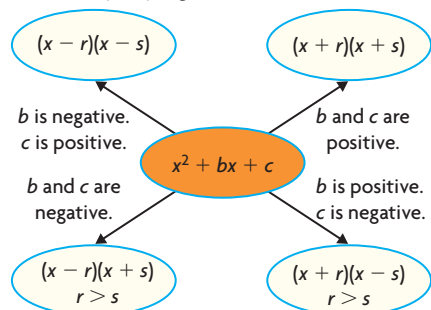 (x − r)(x − s)
(x + r)(x + s)
b is negative.
c is positive.
b and c are
positive.
x² + bx + c
b and c are
negative.
b is positive.
c is negative.
(x − r)(x + s)
r > s
(x + r)(x − s)
r > s